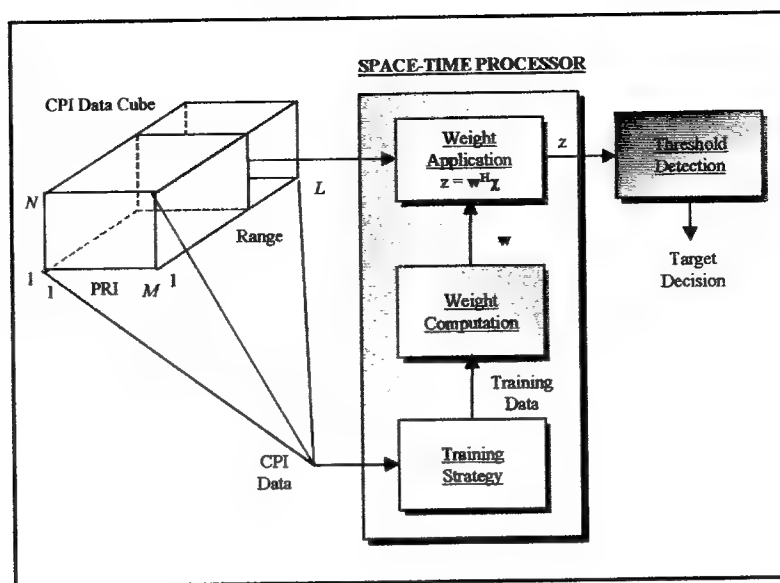 SPACE-TIME PROCESSOR
CPI Data Cube
Weight
Application
z = w^H χ
z
Threshold
Detection
N
L
Range
w
Target
Decision
1
1
PRI
M
1
Weight
Computation
Training
Data
CPI
Data
Training
Strategy